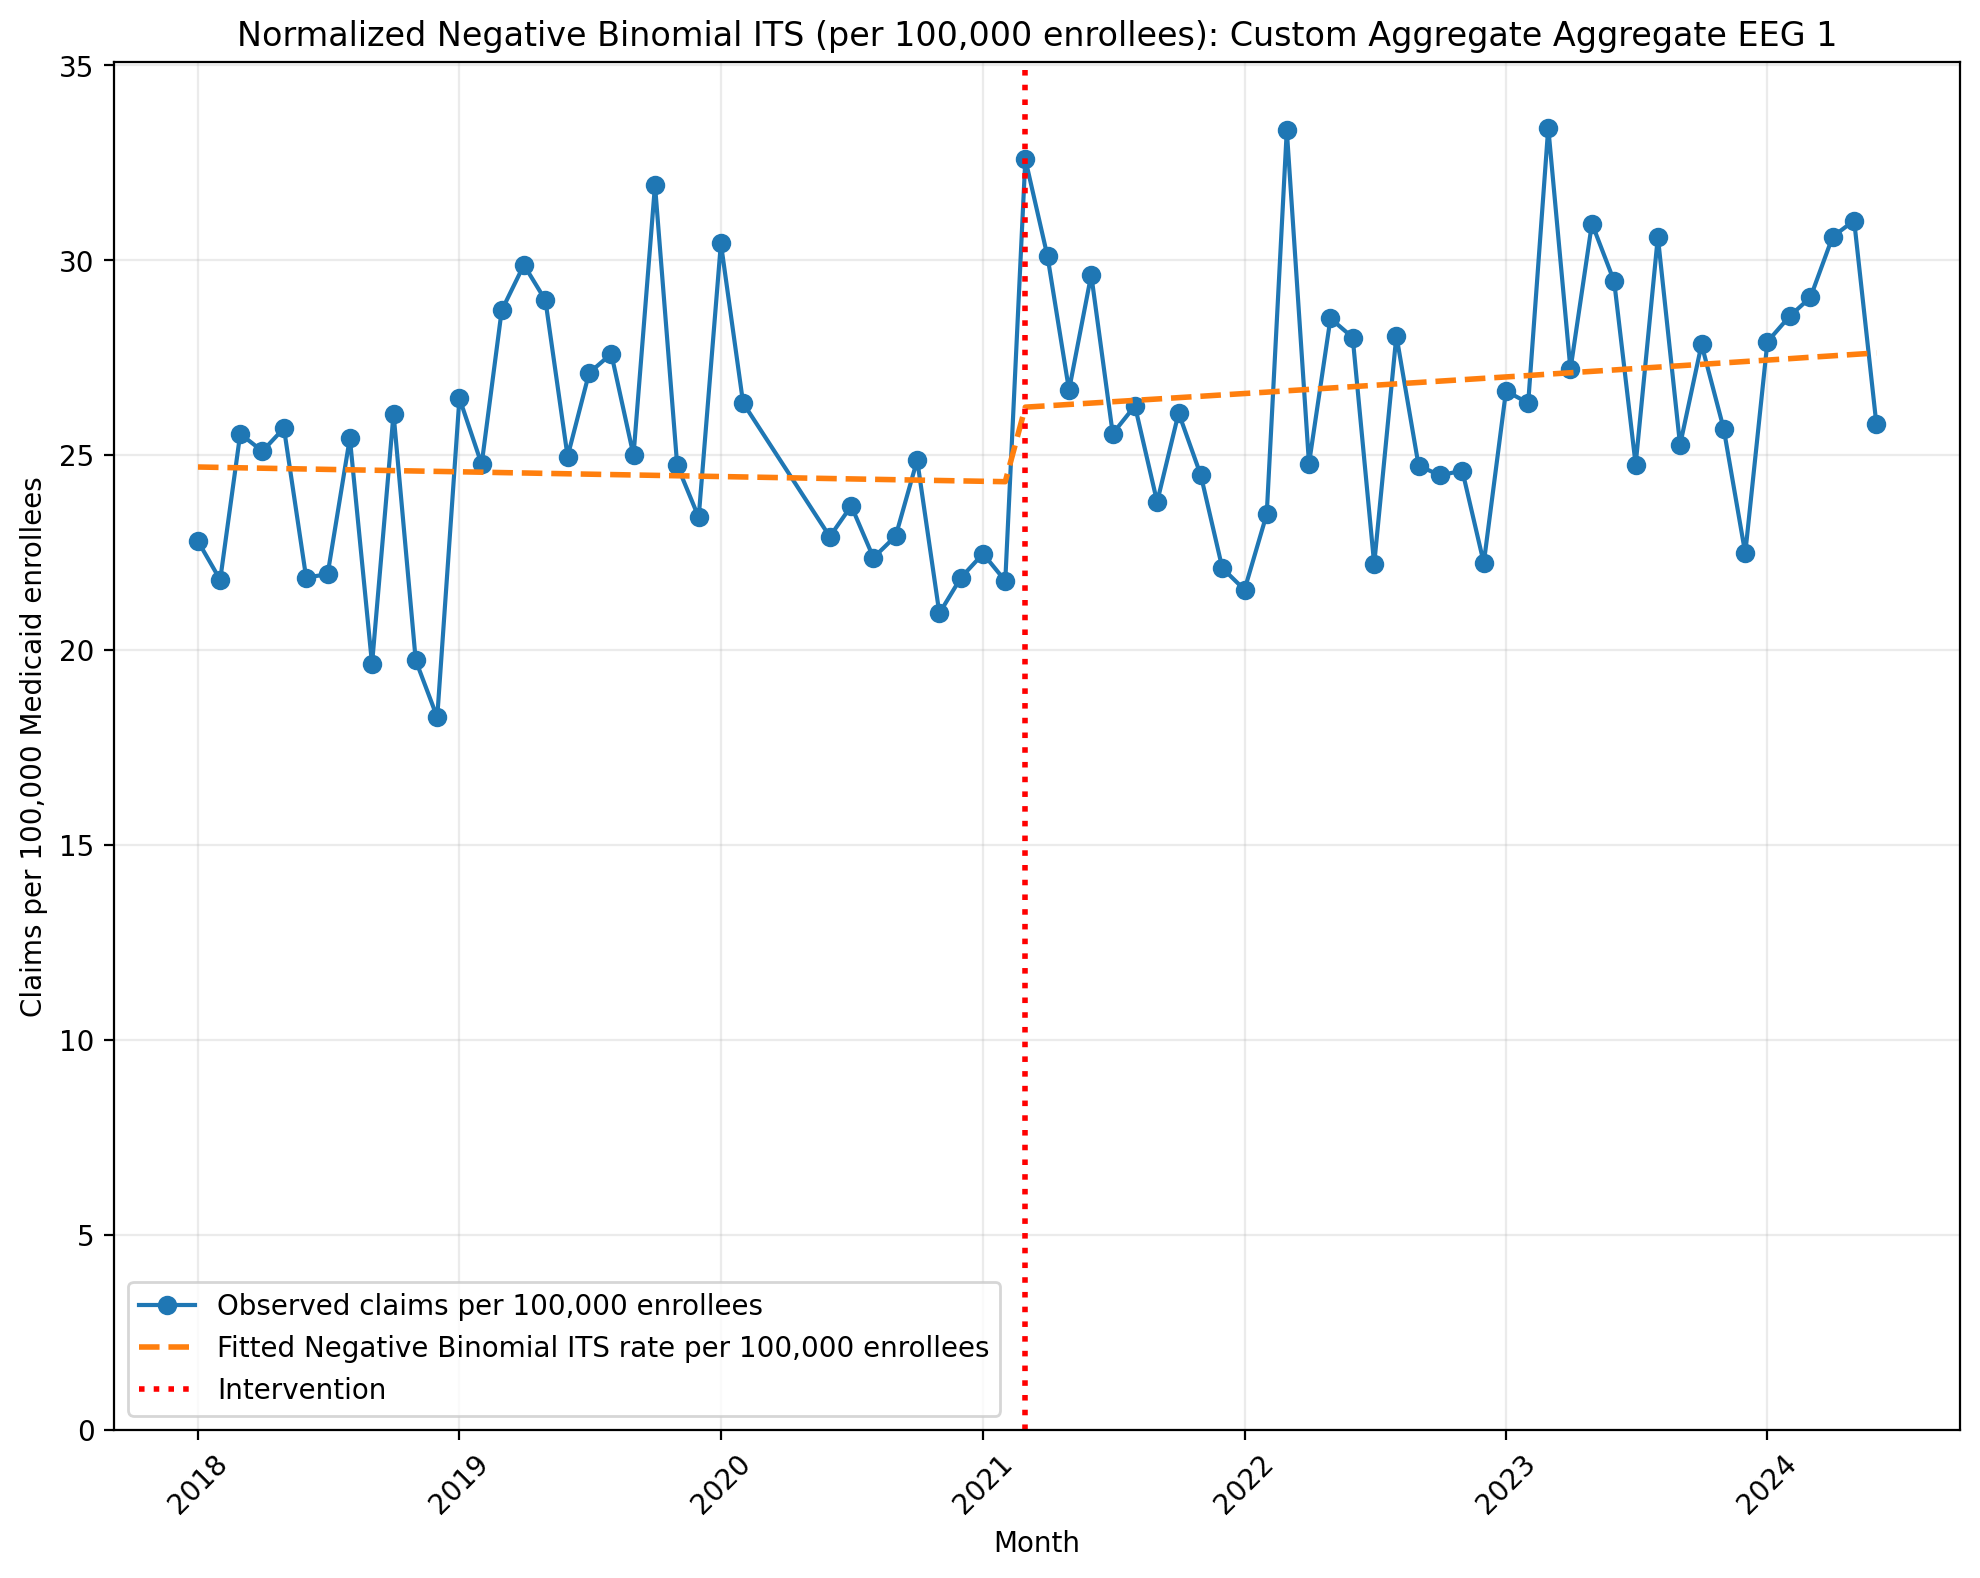 Normalized Negative Binomial ITS (per 100,000 enrollees): Custom Aggregate Aggregate EEG 1
Claims per 100,000 Medicaid enrollees
35
30
25
20
15
10
5
0
Observed claims per 100,000 enrollees
Fitted Negative Binomial ITS rate per 100,000 enrollees
Intervention
2018
2019
2020
2021
2022
2023
2024
Month